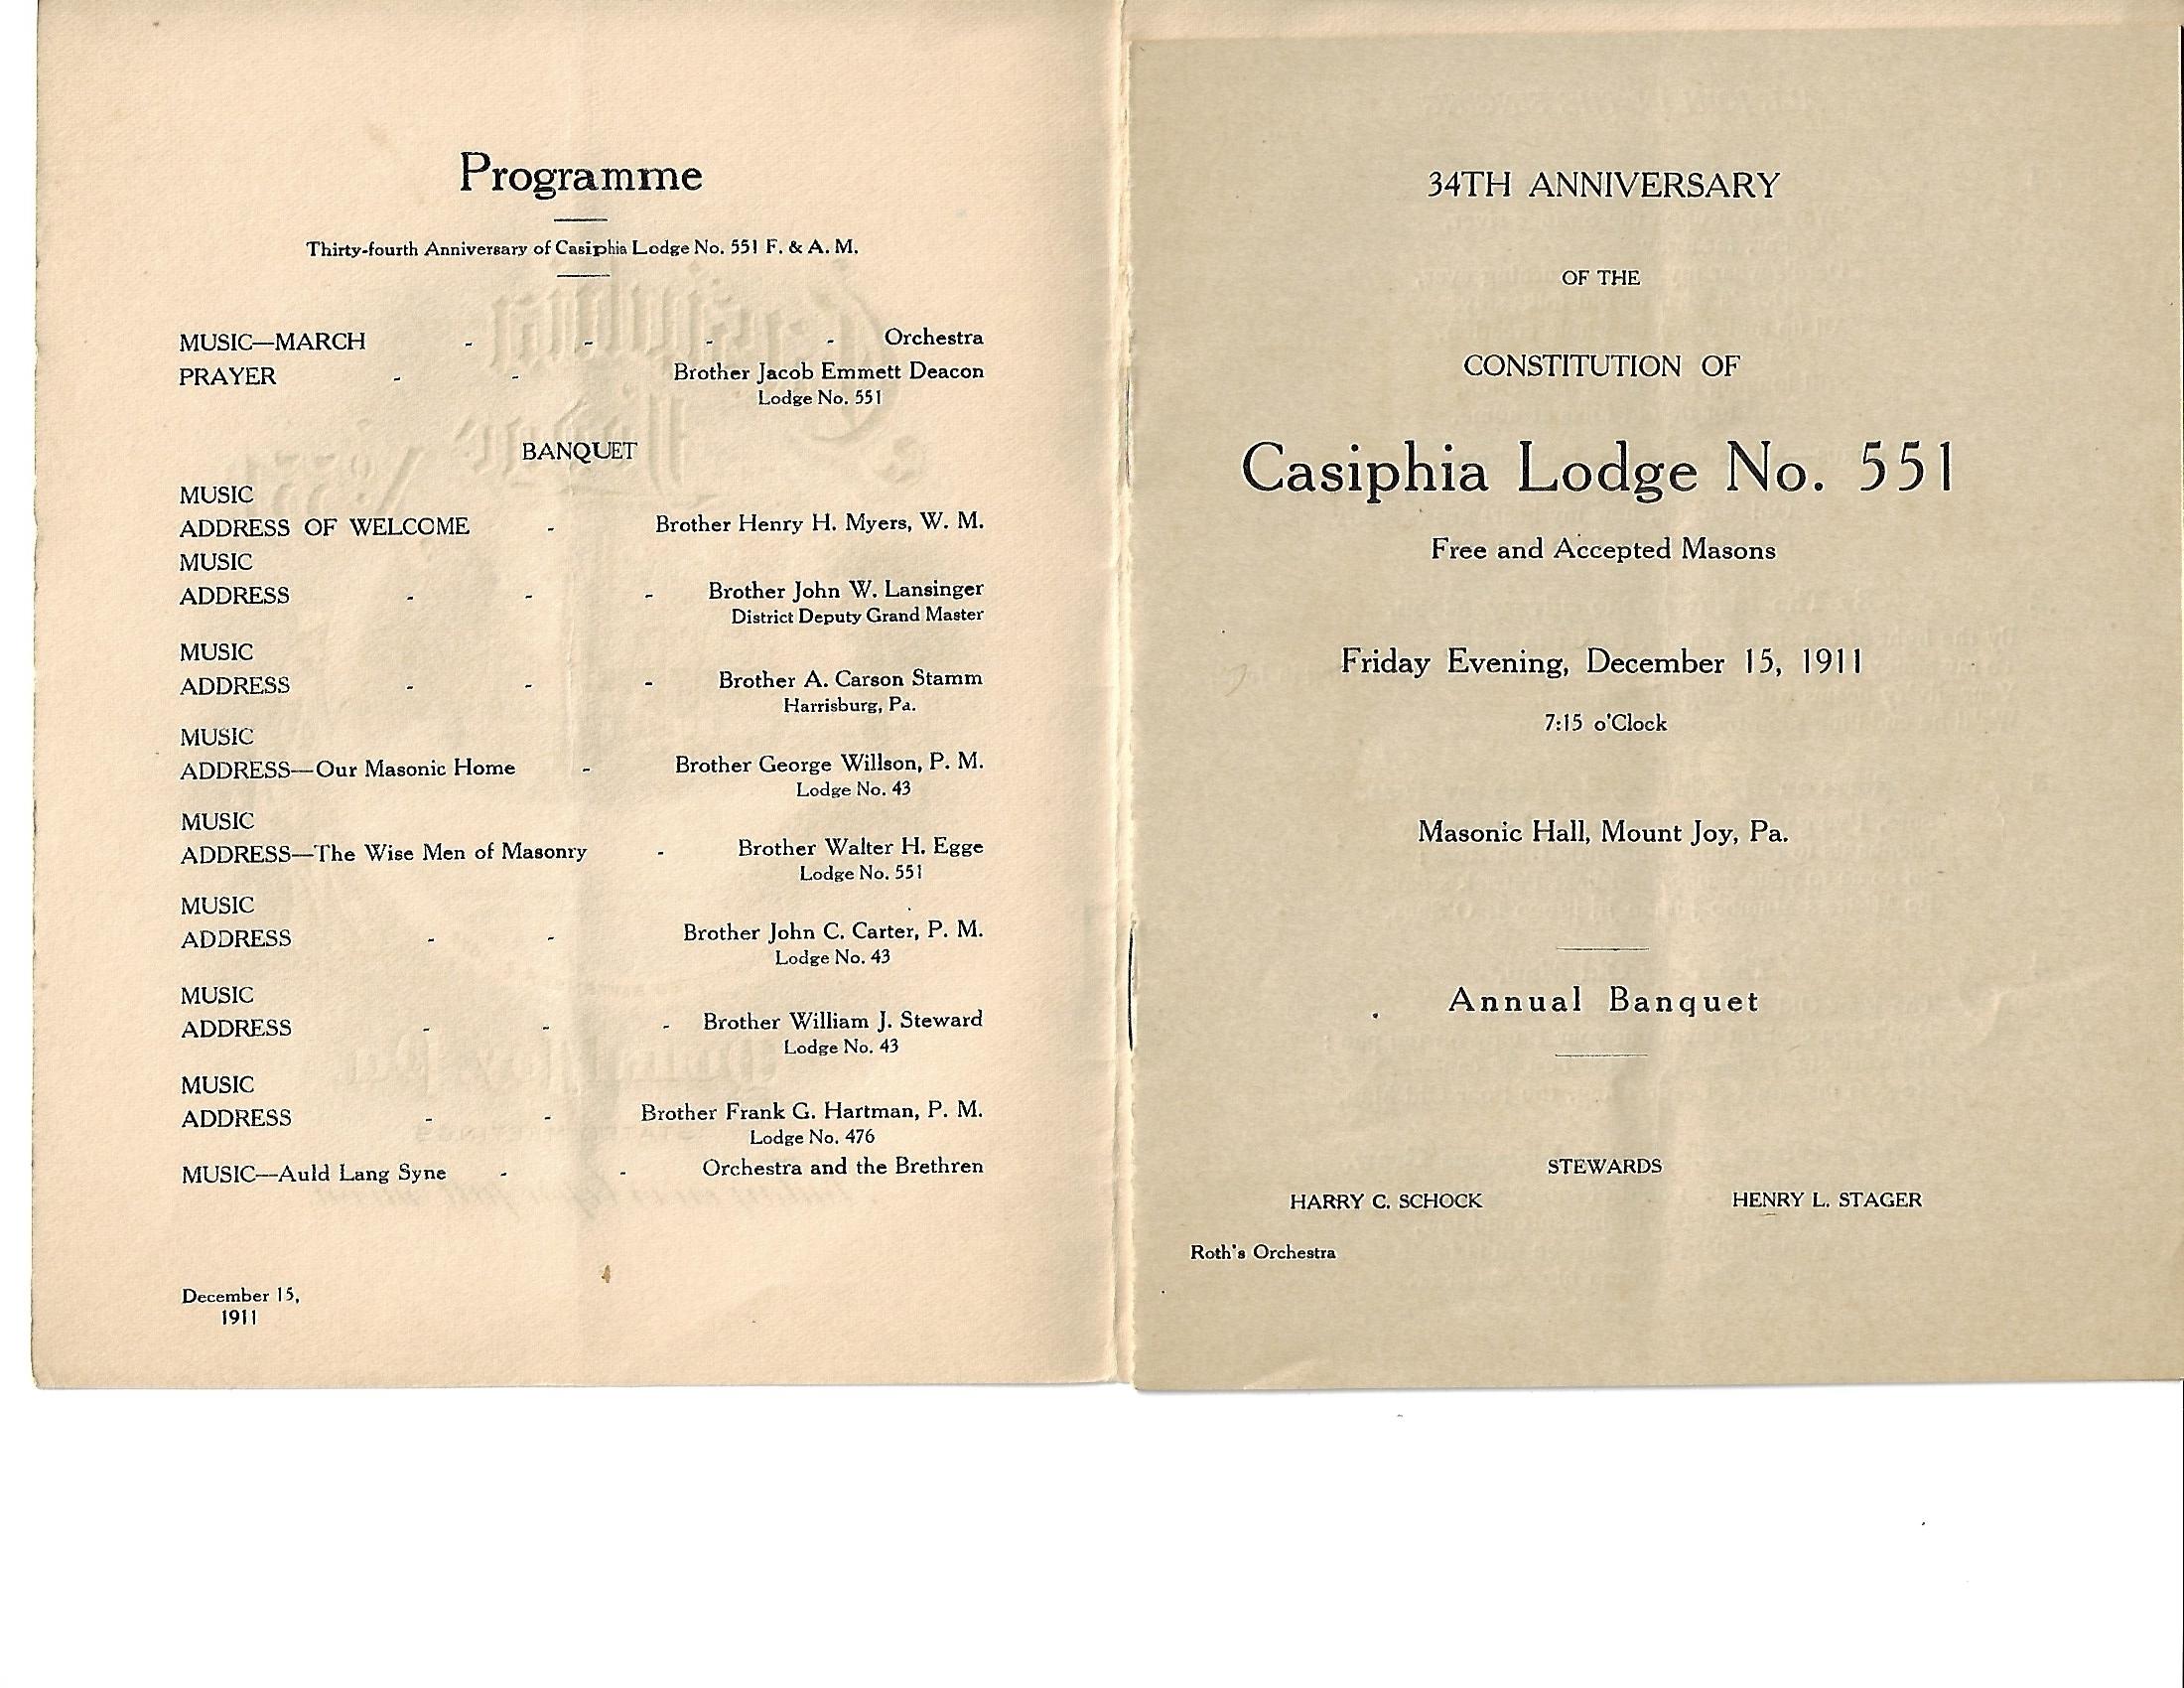 Programme
Thirty-fourth Anniversary of Casiphia Lodge No. 551 F. & A. M.
MUSIC—MARCH - - - - Orchestra
PRAYER - - Brother Jacob Emmett Deacon
Lodge No. 551
BANQUET
MUSIC
ADDRESS OF WELCOME - Brother Henry H. Myers, W. M.
MUSIC
ADDRESS - - - Brother John W. Lansinger
District Deputy Grand Master
MUSIC
ADDRESS - - - Brother A. Carson Stamm
Harrisburg, Pa.
MUSIC
ADDRESS—Our Masonic Home - Brother George Willson, P. M.
Lodge No. 43
MUSIC
ADDRESS—The Wise Men of Masonry - Brother Walter H. Egge
Lodge No. 551
MUSIC
ADDRESS - - Brother John C. Carter, P. M.
Lodge No. 43
MUSIC
ADDRESS - - - Brother William J. Steward
Lodge No. 43
MUSIC
ADDRESS - - Brother Frank G. Hartman, P. M.
Lodge No. 476
MUSIC—Auld Lang Syne - - Orchestra and the Brethren
December 15,
1911
34TH ANNIVERSARY
OF THE
CONSTITUTION OF
Casiphia Lodge No. 551
Free and Accepted Masons
Friday Evening, December 15, 1911
7:15 o'Clock
Masonic Hall, Mount Joy, Pa.
Annual Banquet
STEWARDS
HARRY C. SCHOCK HENRY L. STAGER
Roth's Orchestra